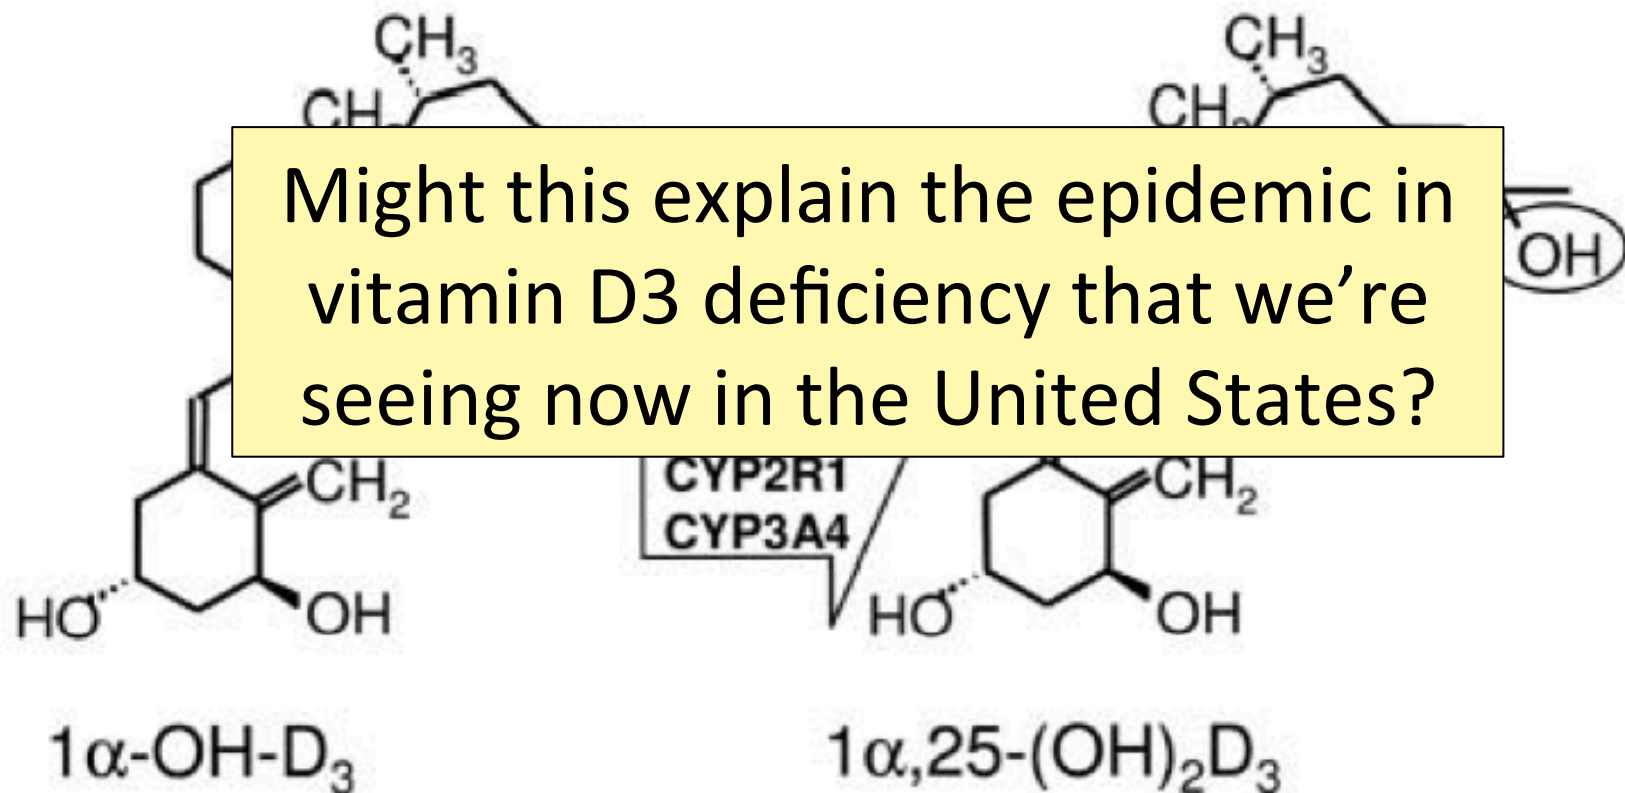 CH3 CH3
CH CH
Might this explain the epidemic in
vitamin D3 deficiency that we’re
seeing now in the United States?
OH
CYP2R1
CH2 CH2
CYP3A4
HO OH HO OH
1α-OH-D3 1α,25-(OH)2D3